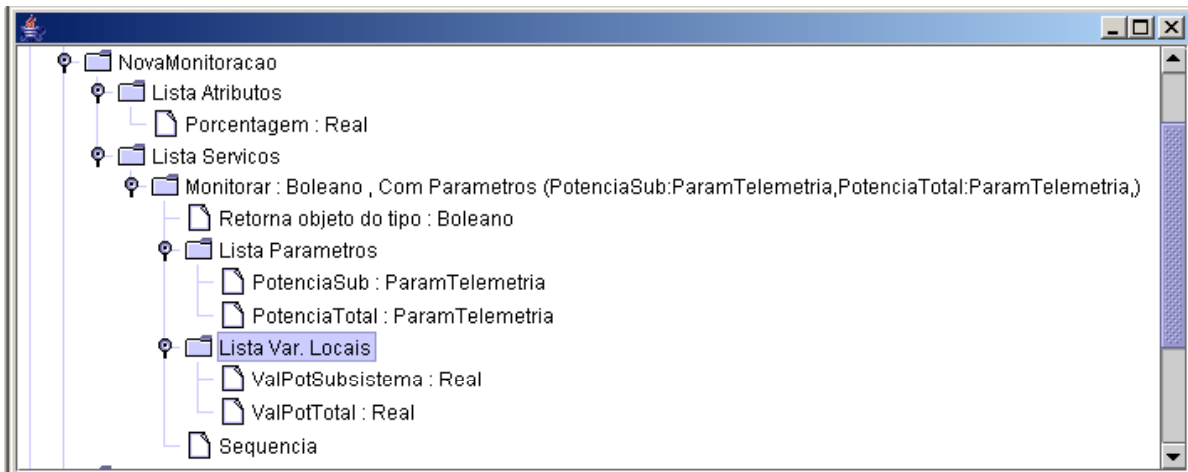 NovaMonitoracao
Lista Atributos
Porcentagem : Real
Lista Servicos
Monitorar : Boleano , Com Parametros (PotenciaSub:ParamTelemetria,PotenciaTotal:ParamTelemetria,)
Retorna objeto do tipo : Boleano
Lista Parametros
PotenciaSub : ParamTelemetria
PotenciaTotal : ParamTelemetria
Lista Var. Locais
ValPotSubsistema : Real
ValPotTotal : Real
Sequencia